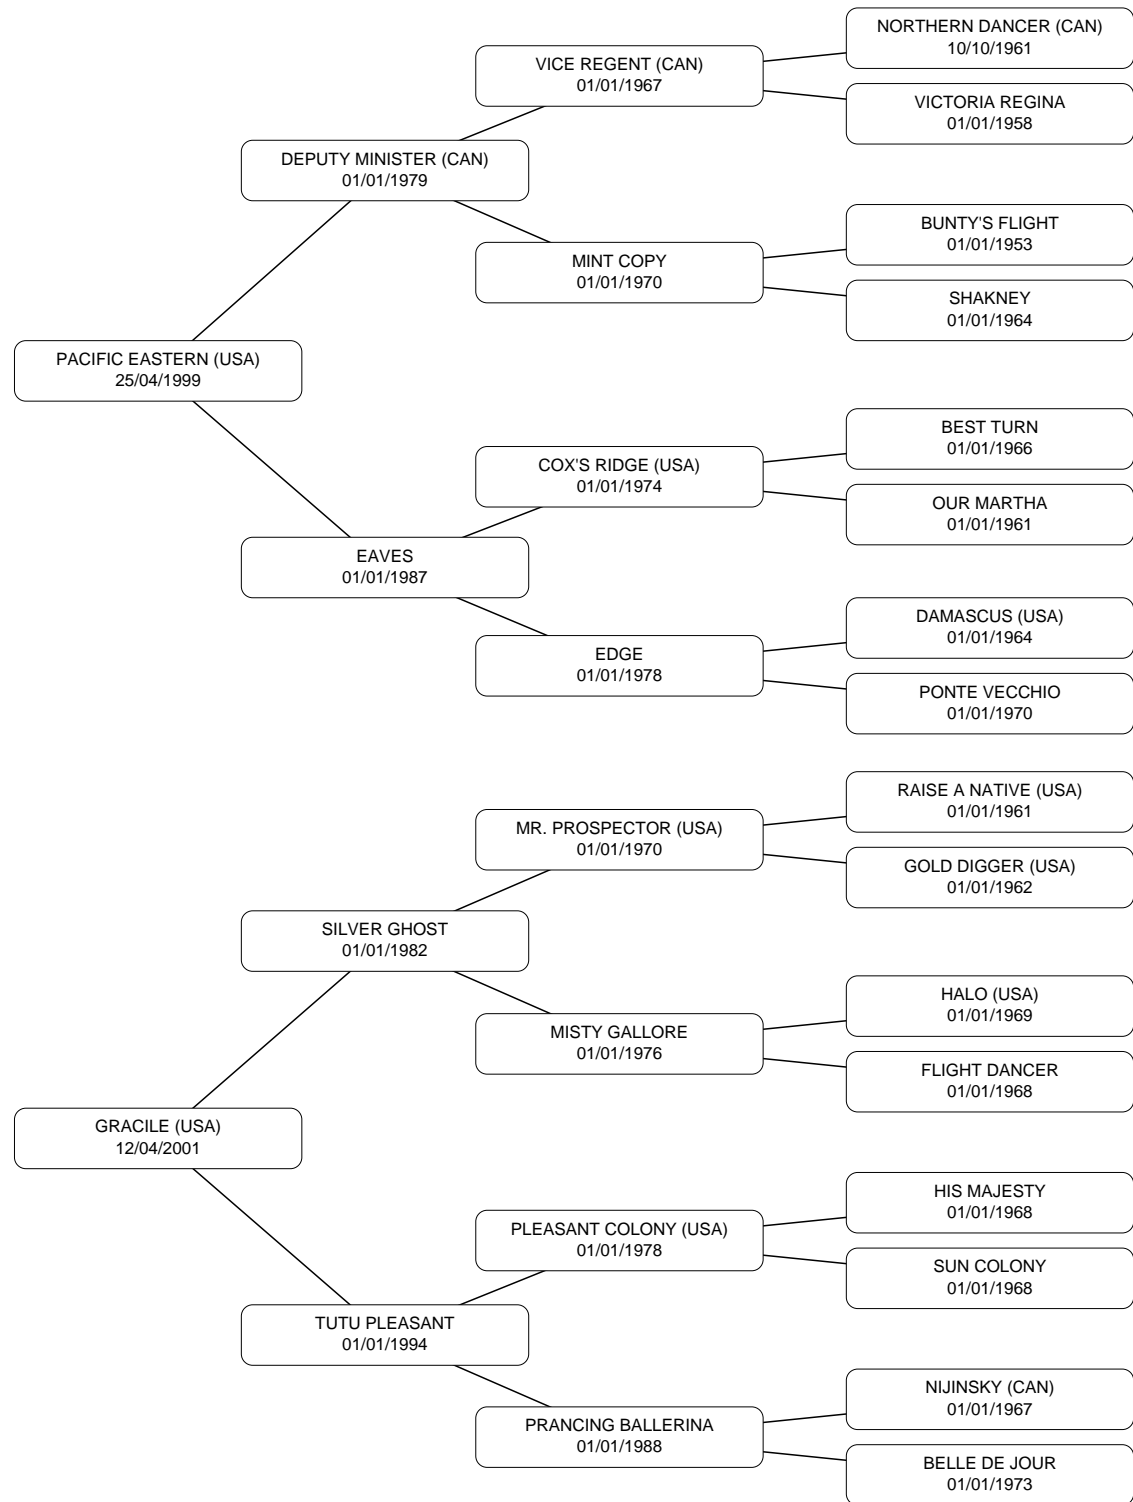 NORTHERN DANCER (CAN)
10/10/1961
VICE REGENT (CAN)
01/01/1967
VICTORIA REGINA
01/01/1958
DEPUTY MINISTER (CAN)
01/01/1979
BUNTY'S FLIGHT
01/01/1953
MINT COPY
01/01/1970
SHAKNEY
01/01/1964
PACIFIC EASTERN (USA)
25/04/1999
BEST TURN
01/01/1966
COX'S RIDGE (USA)
01/01/1974
OUR MARTHA
01/01/1961
EAVES
01/01/1987
DAMASCUS (USA)
01/01/1964
EDGE
01/01/1978
PONTE VECCHIO
01/01/1970
RAISE A NATIVE (USA)
01/01/1961
MR. PROSPECTOR (USA)
01/01/1970
GOLD DIGGER (USA)
01/01/1962
SILVER GHOST
01/01/1982
HALO (USA)
01/01/1969
MISTY GALLORE
01/01/1976
FLIGHT DANCER
01/01/1968
GRACILE (USA)
12/04/2001
HIS MAJESTY
01/01/1968
PLEASANT COLONY (USA)
01/01/1978
SUN COLONY
01/01/1968
TUTU PLEASANT
01/01/1994
NIJINSKY (CAN)
01/01/1967
PRANCING BALLERINA
01/01/1988
BELLE DE JOUR
01/01/1973